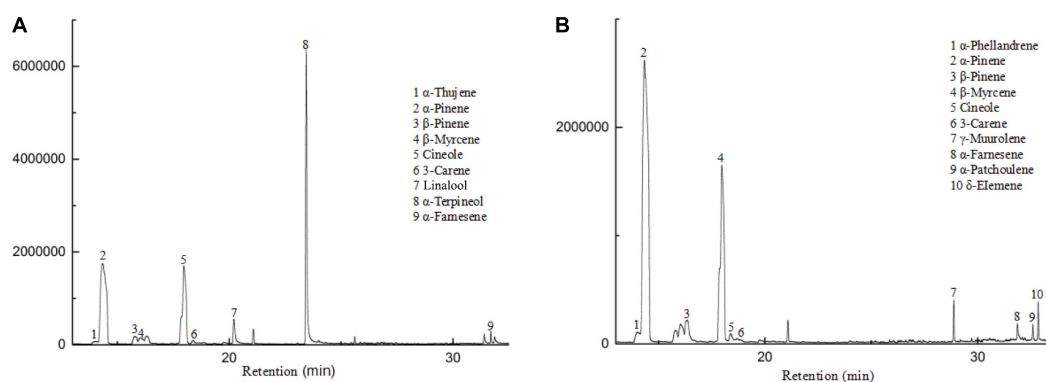 A
6000000
4000000
2000000
0
20
30
Retention (min)
1
2
3
4
5
6
7
8
9
1 α-Thujene
2 α-Pinene
3 β-Pinene
4 β-Myrcene
5 Cineole
6 3-Carene
7 Linalool
8 α-Terpineol
9 α-Farnesene
B
2000000
0
20
30
Retention (min)
1
2
4
5
6
7
8
9
10
1 α-Phellandrene
2 α-Pinene
3 β-Pinene
4 β-Myrcene
5 Cineole
6 3-Carene
7 γ-Muurolene
8 α-Farnesene
9 α-Patchoulene
10 δ-Elemene
3